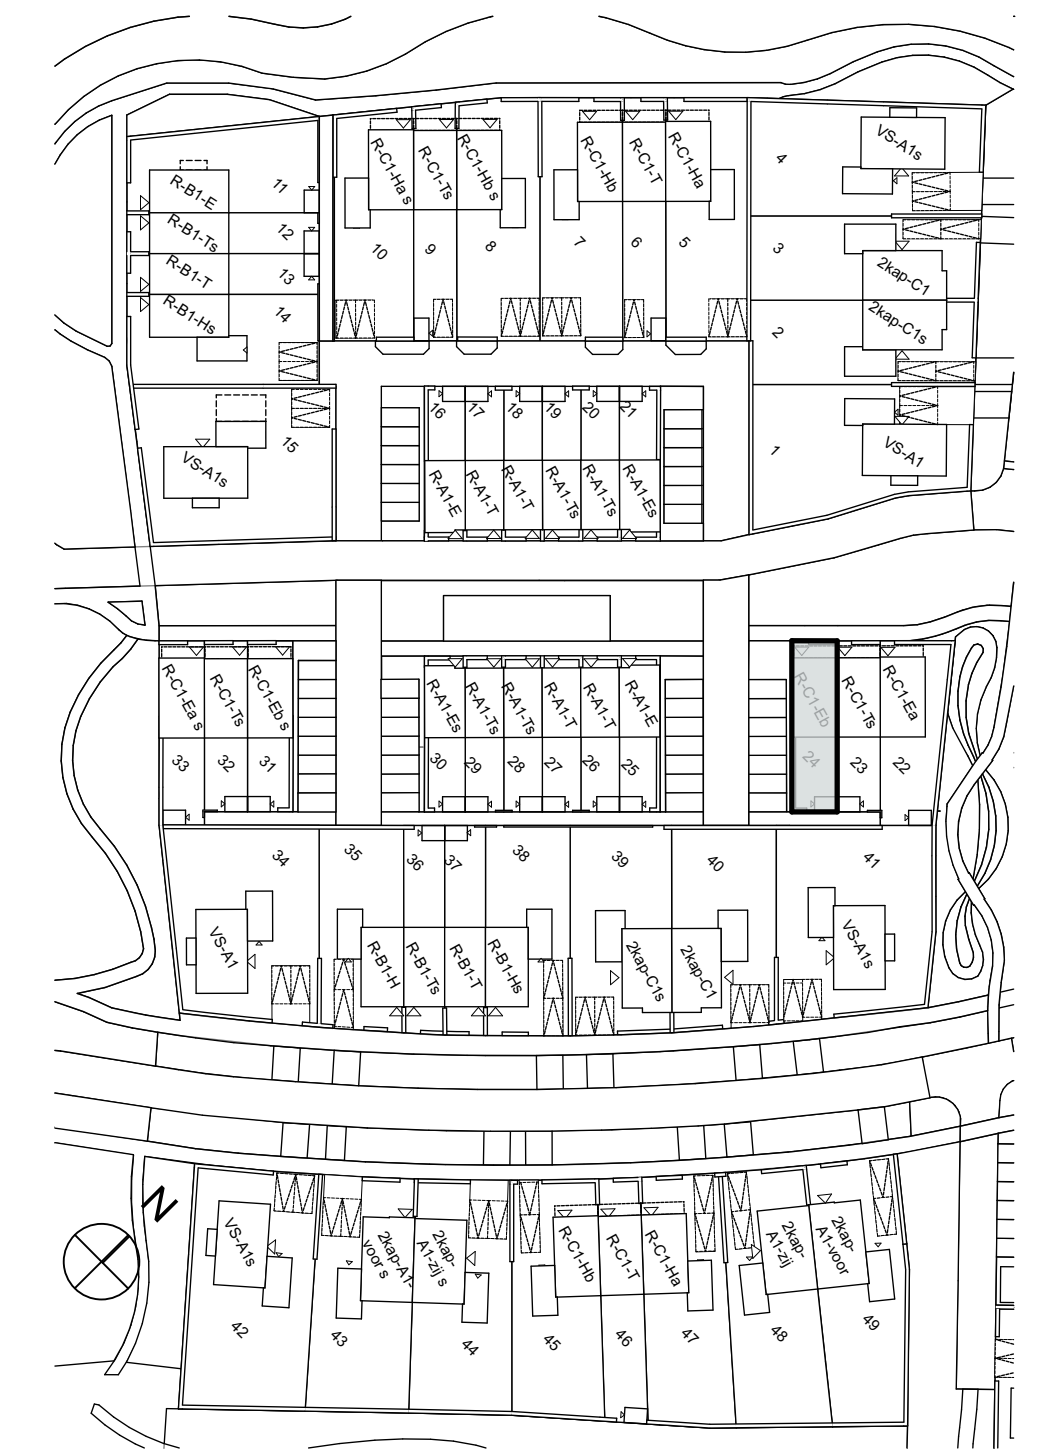 4
VS-A1s
R-C1-Ha s
R-C1-Ts
R-C1-Hb s
R-C1-Hb
R-C1-T
R-C1-Ha
R-B1-E
11
R-B1-Ts
12
R-B1-T
13
R-B1-Hs
14
10
9
8
7
6
5
3
2kap-C1
2
2kap-C1s
16
17
18
19
20
21
15
VS-A1s
R-A1-E
R-A1-T
R-A1-T
R-A1-Ts
R-A1-Ts
R-A1-Es
1
VS-A1
R-C1-Ea s
R-C1-Ts
R-C1-Eb s
R-A1-Es
R-A1-Ts
R-A1-Ts
R-A1-T
R-A1-T
R-A1-E
R-C1-Eb
R-C1-Ts
R-C1-Ea
33
32
31
30
29
28
27
26
25
24
23
22
34
35
36
37
38
39
40
41
VS-A1
R-B1-H
R-B1-Ts
R-B1-T
R-B1-Hs
2kap-C1s
2kap-C1
VS-A1s
N
VS-A1s
2kap-A1-
voor s
2kap-
A1-zij s
R-C1-Hb
R-C1-T
R-C1-Ha
2kap-
A1-zij
2kap-
A1-voor
42
43
44
45
46
47
48
49